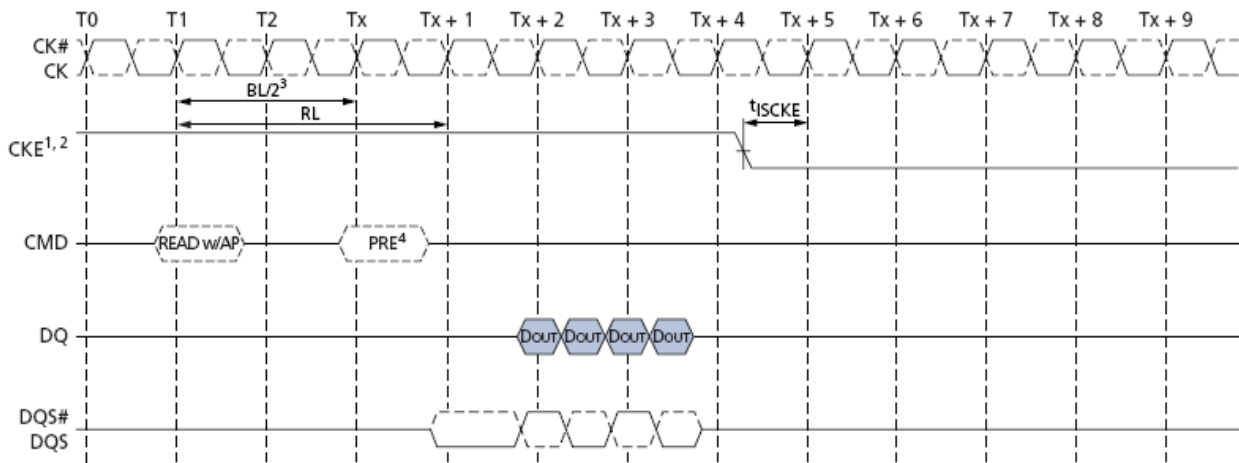 T0 T1 T2 Tx Tx + 1 Tx + 2 Tx + 3 Tx + 4 Tx + 5 Tx + 6 Tx + 7 Tx + 8 Tx + 9
CK#
CK
BL/2³
RL
tISCKE
CKE¹,²
CMD READ w/AP PRE⁴
DQ DOUT DOUT DOUT DOUT
DQS#
DQS